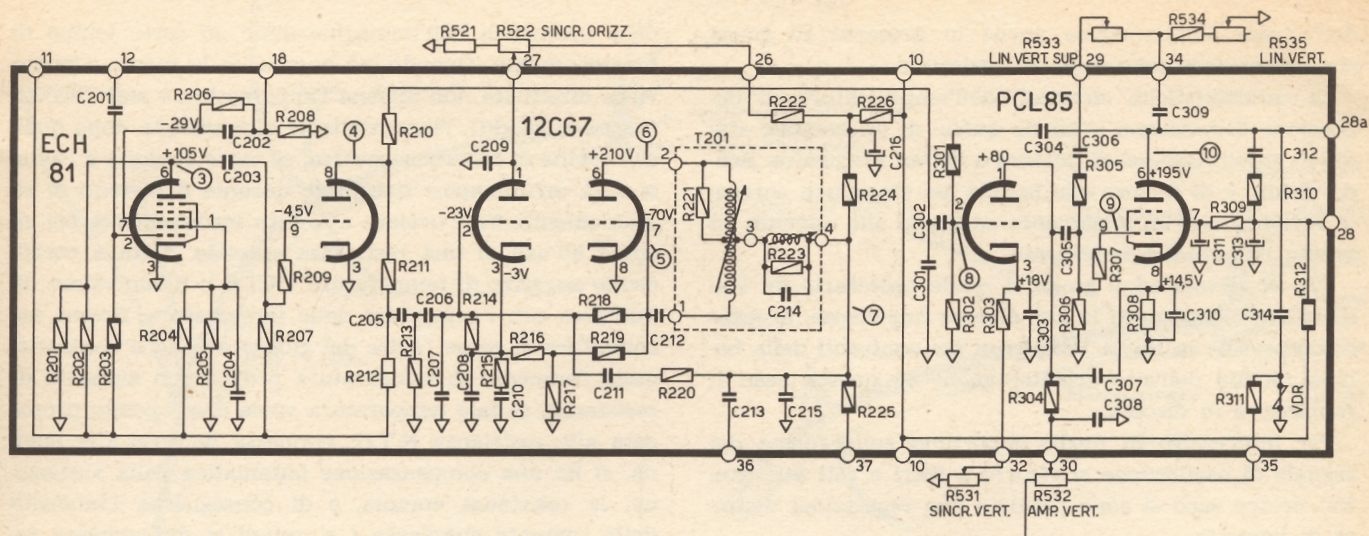 R521 R522 SINCR. ORIZZ.
R533
LIN. VERT. SUP.
R534
R535
LIN. VERT.
11 12 18 27 26 10 29 34
C201
R206
-29V
C202
R208
+105V
C203
ECH
81
6
3
7
2
3
R201
R202
R203
R204
R205
C204
R207
R209
4,5V
9
8
4
3
R210
R211
R212
C205
R213
C206
C207
R214
C208
R215
C210
12CG7
C209
1
-23V
2
3
-3V
6
+210V
6
-70V
7
5
8
R216
R217
R218
R219
C211
R220
C212
T201
2
R221
3
4
R223
C214
1
7
R222
R226
C216
R224
C213
C215
R225
PCL85
R301
R302
C301
C302
2
8
+80
1
3
+18V
R303
C303
C304
C305
C306
R305
R304
R306
R307
9
9
6
+195V
10
7
8
+14,5V
R308
C310
C307
C308
C309
R309
C311
C313
C312
R310
R312
C314
R311
VDR
28a
28
36 37 10 32 30 35
R531
SINCR. VERT.
R532
AMP. VERT.